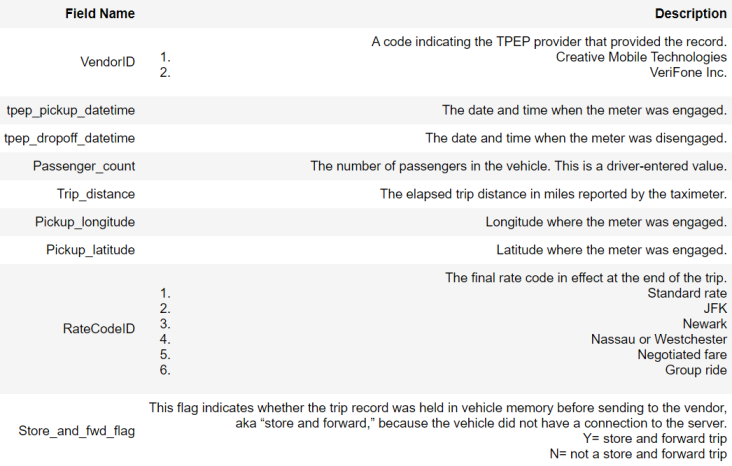 Field Name Description
VendorID
A code indicating the TPEP provider that provided the record.
1. Creative Mobile Technologies
2. VeriFone Inc.
tpep_pickup_datetime The date and time when the meter was engaged.
tpep_dropoff_datetime The date and time when the meter was disengaged.
Passenger_count The number of passengers in the vehicle. This is a driver-entered value.
Trip_distance The elapsed trip distance in miles reported by the taximeter.
Pickup_longitude Longitude where the meter was engaged.
Pickup_latitude Latitude where the meter was engaged.
RateCodeID
The final rate code in effect at the end of the trip.
1. Standard rate
2. JFK
3. Newark
4. Nassau or Westchester
5. Negotiated fare
6. Group ride
Store_and_fwd_flag
This flag indicates whether the trip record was held in vehicle memory before sending to the vendor,
aka “store and forward,” because the vehicle did not have a connection to the server.
Y= store and forward trip
N= not a store and forward trip